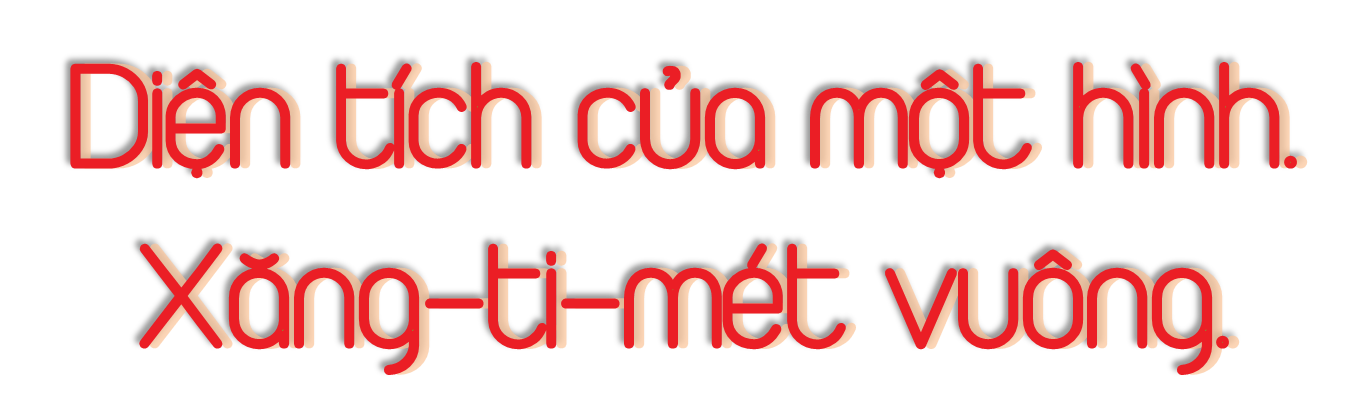 Diện tích của một hình.
Xăng-ti-mét vuông.